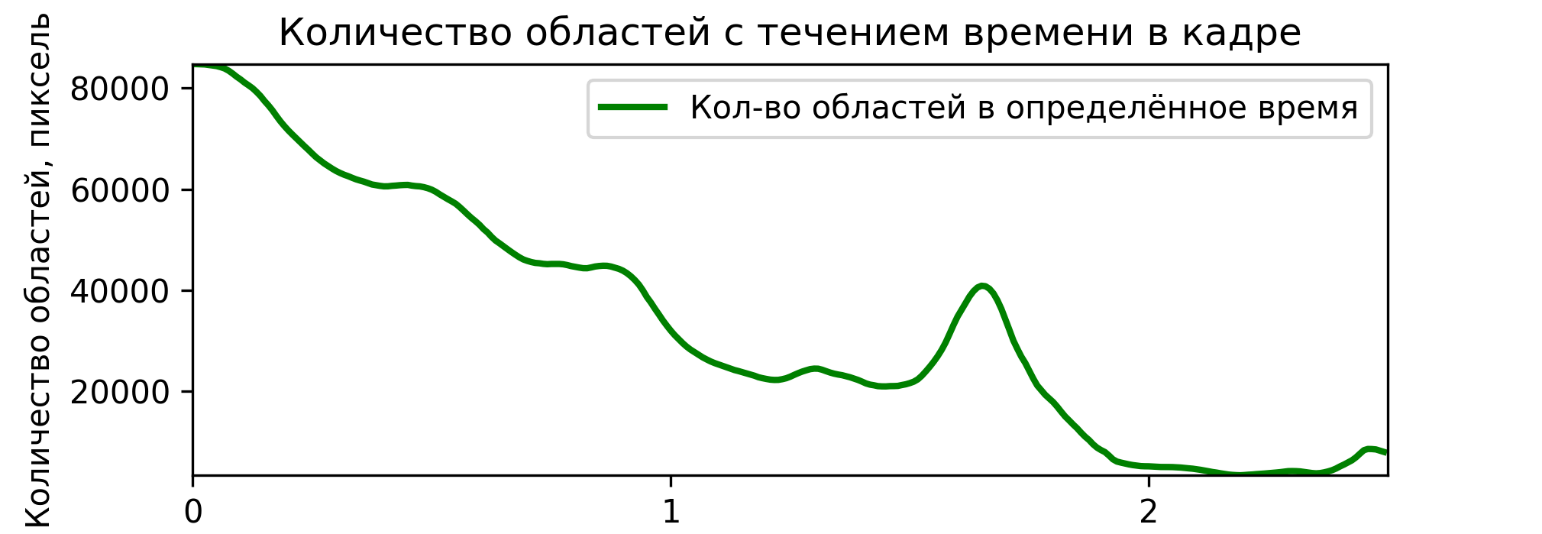 Количество областей с течением времени в кадре
Количество областей, пиксель
80000
60000
40000
20000
Кол-во областей в определённое время
0
1
2